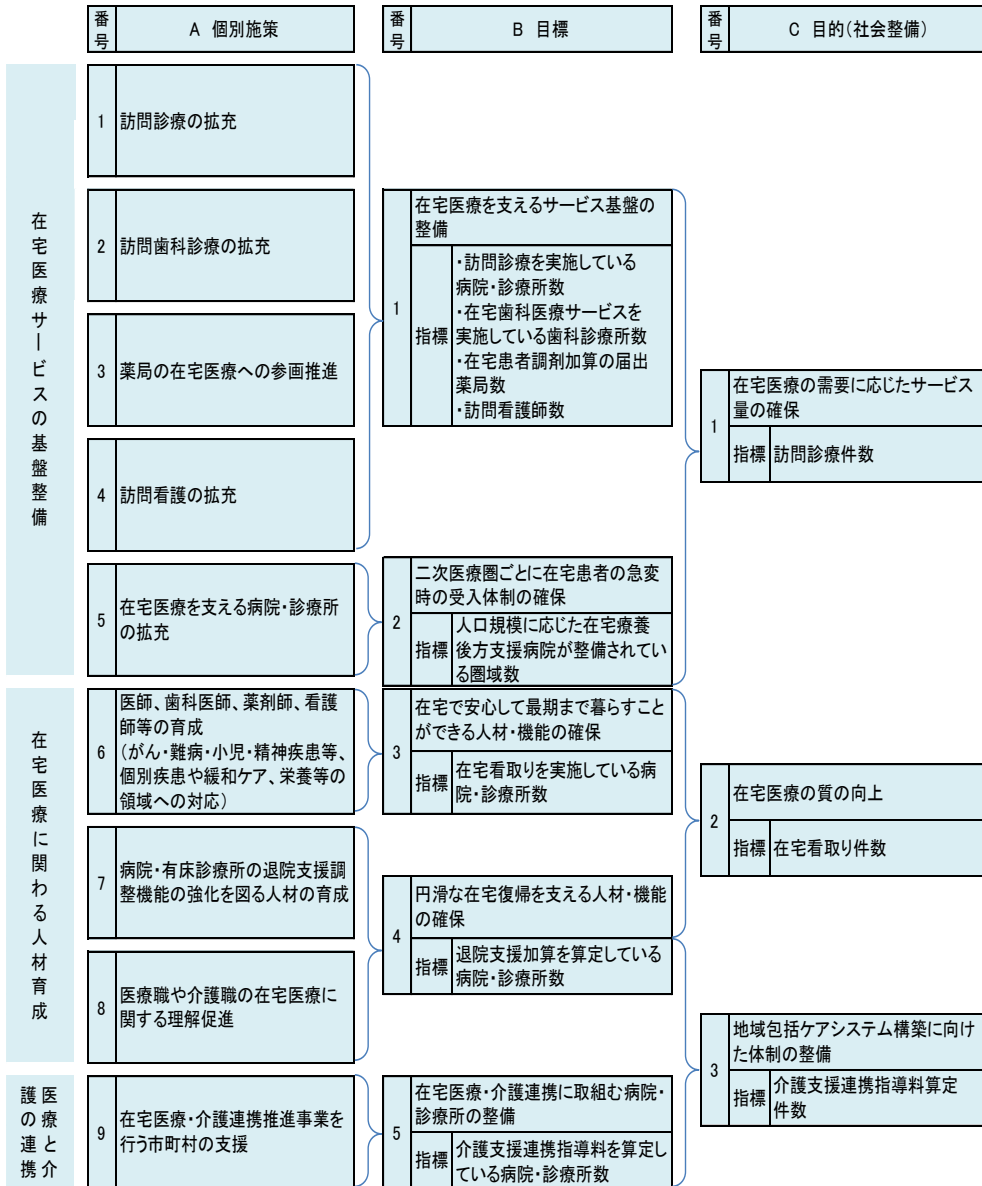 番号
A 個別施策
番号
B 目標
番号
C 目的(社会整備)
在宅医療サービスの基盤整備
1
訪問診療の拡充
2
訪問歯科診療の拡充
3
薬局の在宅医療への参画推進
4
訪問看護の拡充
5
在宅医療を支える病院・診療所
の拡充
在宅医療に関わる人材育成
6
医師、歯科医師、薬剤師、看護
師等の育成
(がん・難病・小児・精神疾患等、
個別疾患や緩和ケア、栄養等の
領域への対応)
7
病院・有床診療所の退院支援調
整機能の強化を図る人材の育成
8
医療職や介護職の在宅医療に
関する理解促進
医療と介
護の連携
9
在宅医療・介護連携推進事業を
行う市町村の支援
1
在宅医療を支えるサービス基盤の
整備
指標
・訪問診療を実施している
病院・診療所数
・在宅歯科医療サービスを
実施している歯科診療所数
・在宅患者調剤加算の届出
薬局数
・訪問看護師数
2
二次医療圏ごとに在宅患者の急変
時の受入体制の確保
指標
人口規模に応じた在宅療養
後方支援病院が整備されてい
る圏域数
3
在宅で安心して最期まで暮らすこと
ができる人材・機能の確保
指標
在宅看取りを実施している病
院・診療所数
4
円滑な在宅復帰を支える人材・機能
の確保
指標
退院支援加算を算定している
病院・診療所数
5
在宅医療・介護連携に取組む病院・
診療所の整備
指標
介護支援連携指導料を算定し
ている病院・診療所数
1
在宅医療の需要に応じたサービス
量の確保
指標
訪問診療件数
2
在宅医療の質の向上
指標
在宅看取り件数
3
地域包括ケアシステム構築に向け
た体制の整備
指標
介護支援連携指導料算定
件数